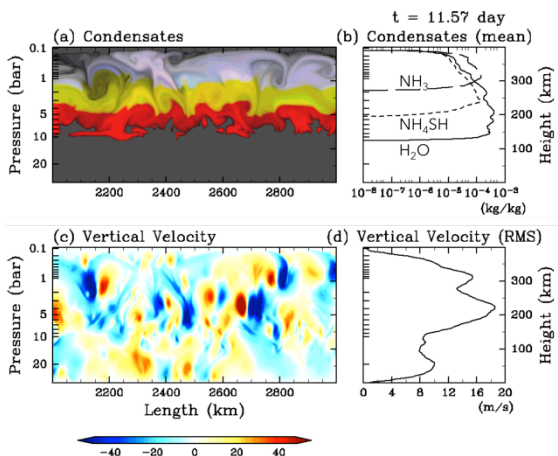 t = 11.57 day
(a) Condensates
(b) Condensates (mean)
0.1
1
5
10
20
Pressure (bar)
2200 2400 2600 2800
NH₃
NH₄SH
H₂O
300
200
100
Height (km)
10⁻⁸ 10⁻⁷ 10⁻⁶ 10⁻⁵ 10⁻⁴ 10⁻³
(kg/kg)
(c) Vertical Velocity
(d) Vertical Velocity (RMS)
0.1
1
5
10
20
Pressure (bar)
2200 2400 2600 2800
Length (km)
300
200
100
Height (km)
0 4 8 12 16 20
(m/s)
-40 -20 0 20 40